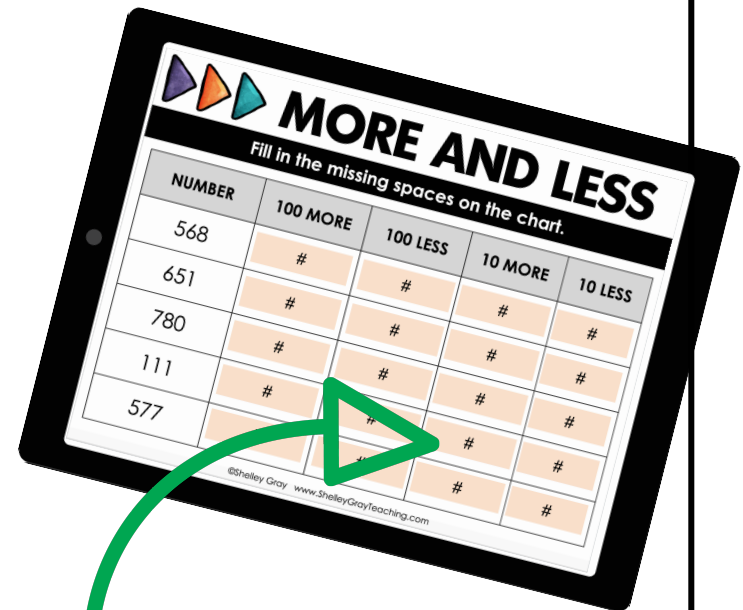 MORE AND LESS
Fill in the missing spaces on the chart.
NUMBER 100 MORE 100 LESS 10 MORE 10 LESS
568 # # # #
651 # # # #
780 # # # #
111 # # # #
577 # # #
©Shelley Gray www.ShelleyGrayTeaching.com